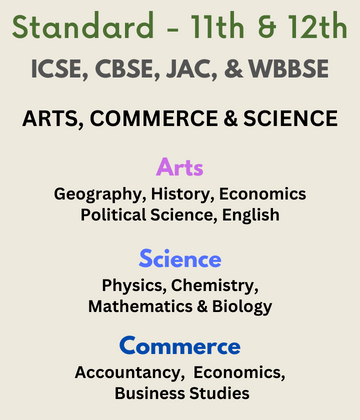 Standard - 11th & 12th
ICSE, CBSE, JAC, & WBBSE
ARTS, COMMERCE & SCIENCE
Arts
Geography, History, Economics
Political Science, English
Science
Physics, Chemistry,
Mathematics & Biology
Commerce
Accountancy, Economics,
Business Studies